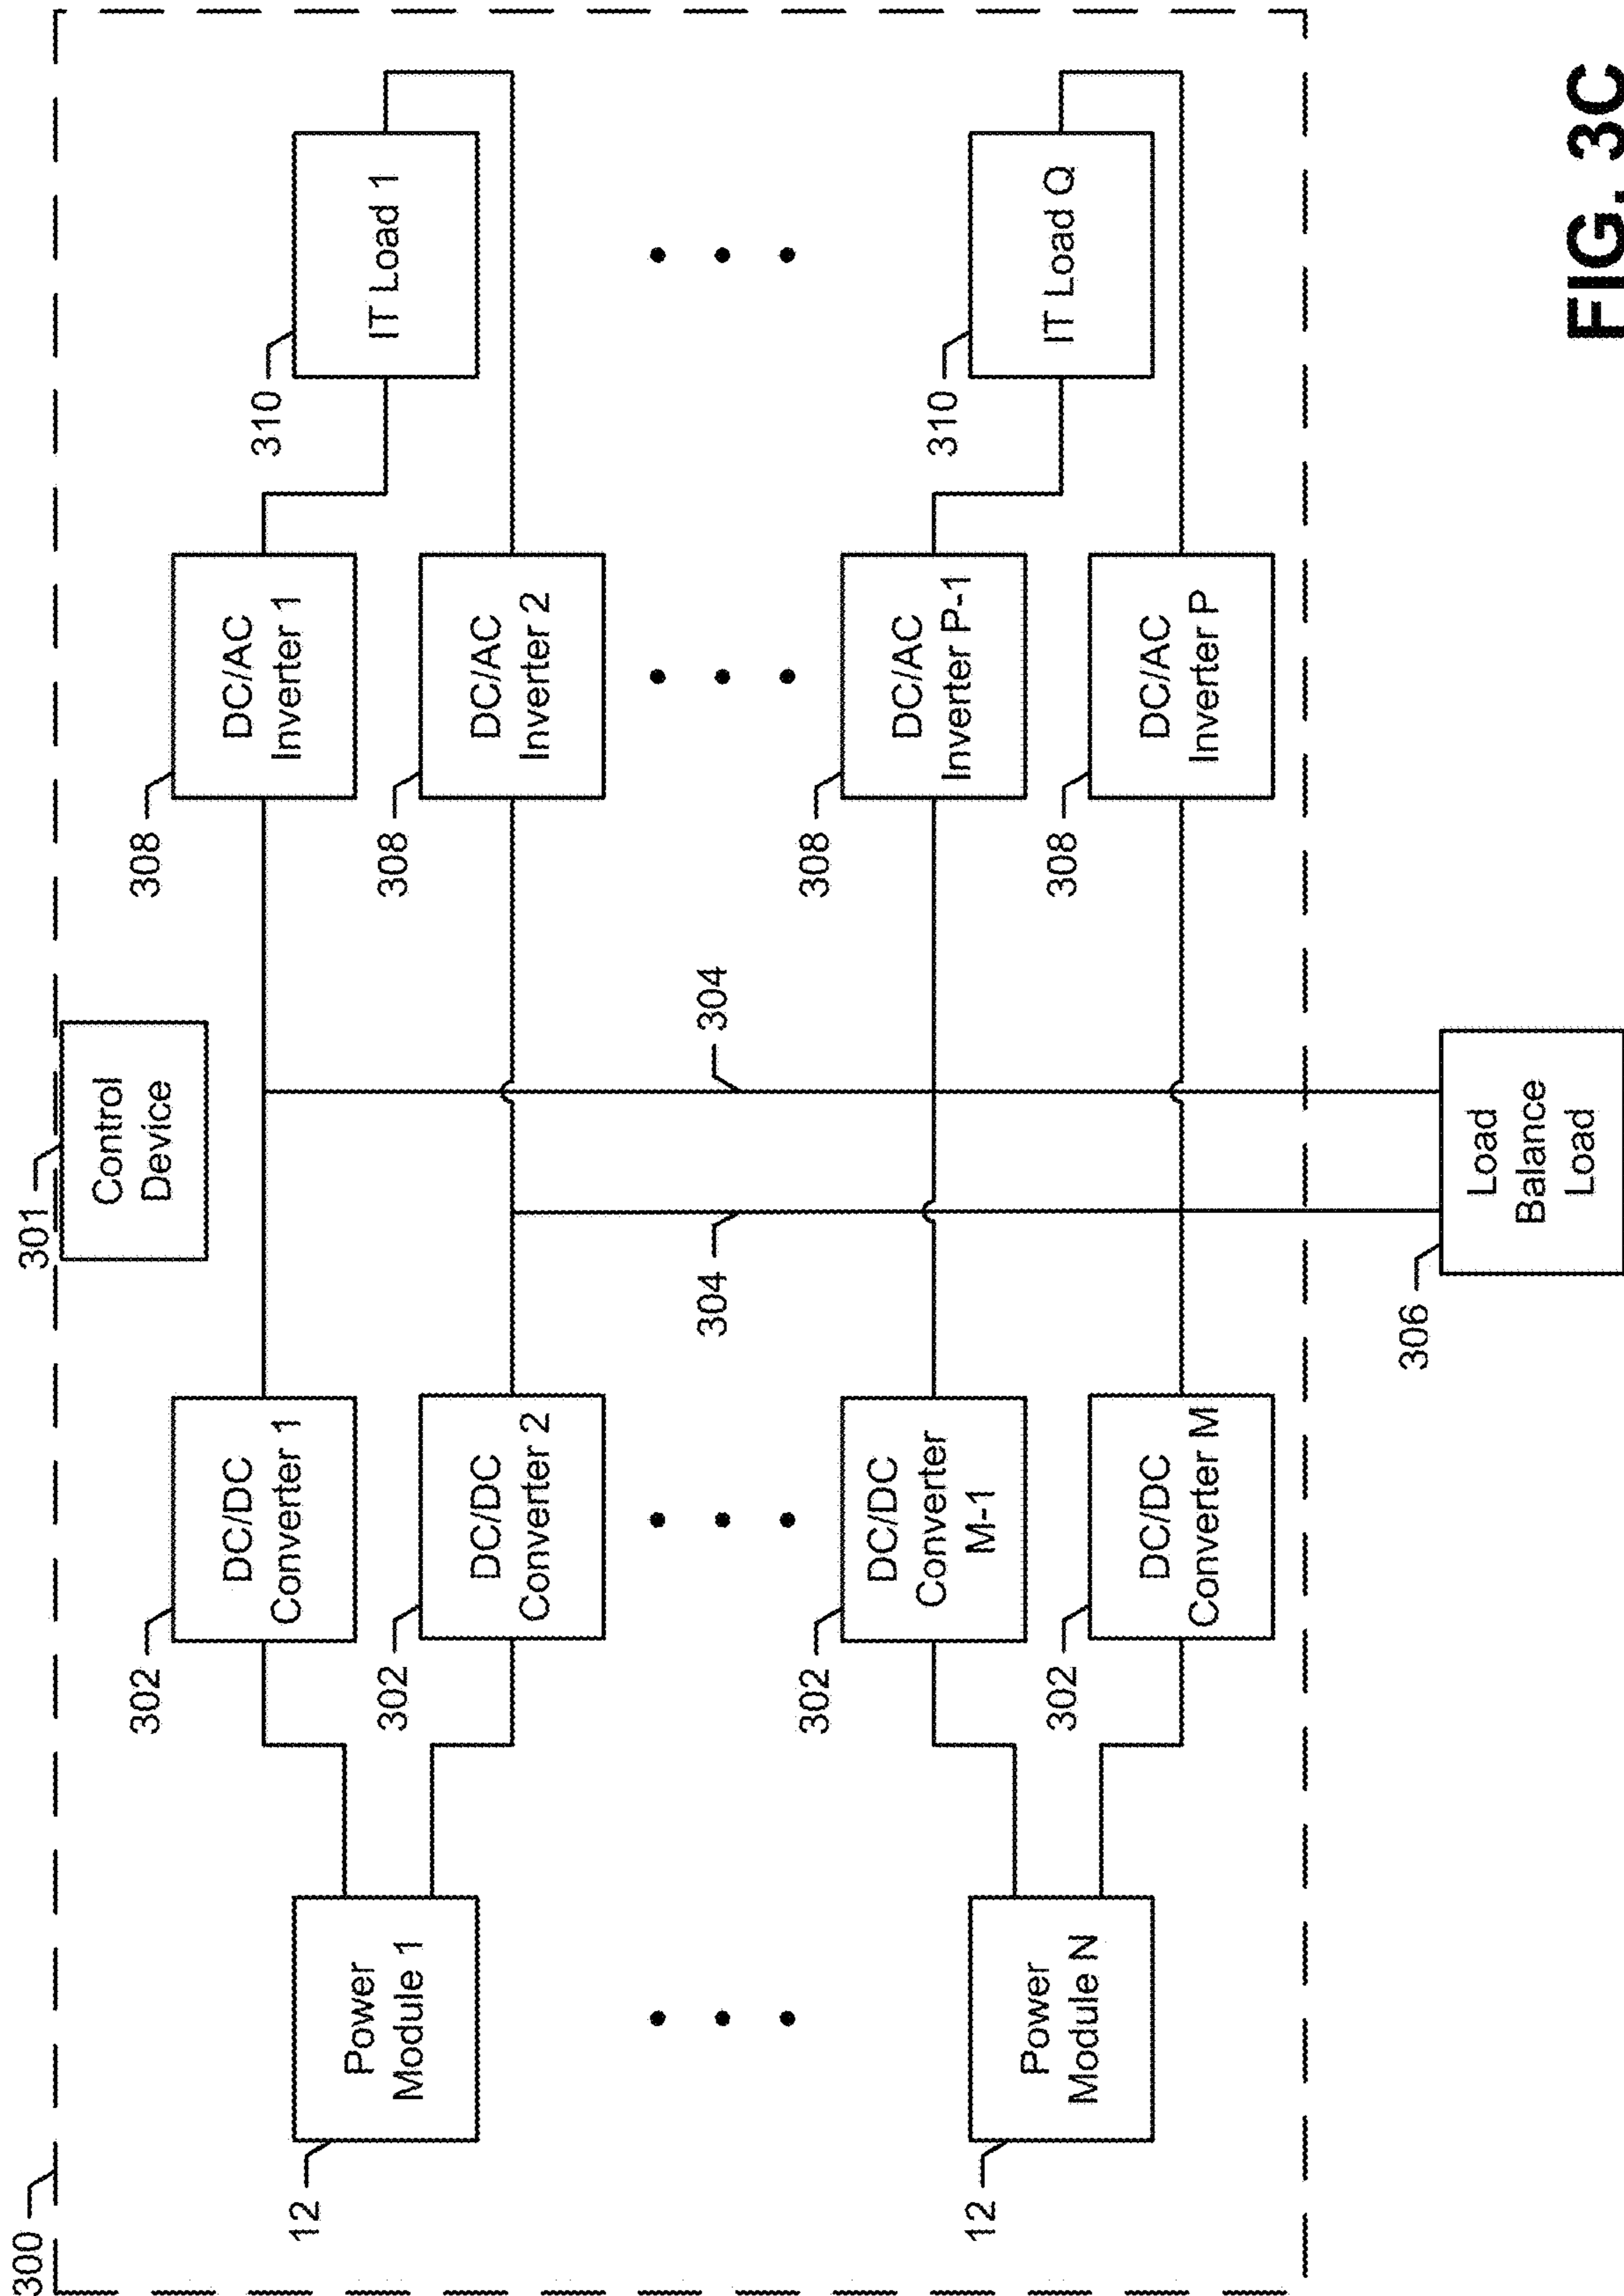 300
301
Control
Device
12
Power
Module 1
302
DC/DC
Converter 1
308
DC/AC
Inverter 1
310
IT Load 1
302
DC/DC
Converter 2
308
DC/AC
Inverter 2
304
304
12
Power
Module N
302
DC/DC
Converter
M-1
308
DC/AC
Inverter P-1
310
IT Load Q
302
DC/DC
Converter M
308
DC/AC
Inverter P
306
Load
Balance
Load
FIG. 3C